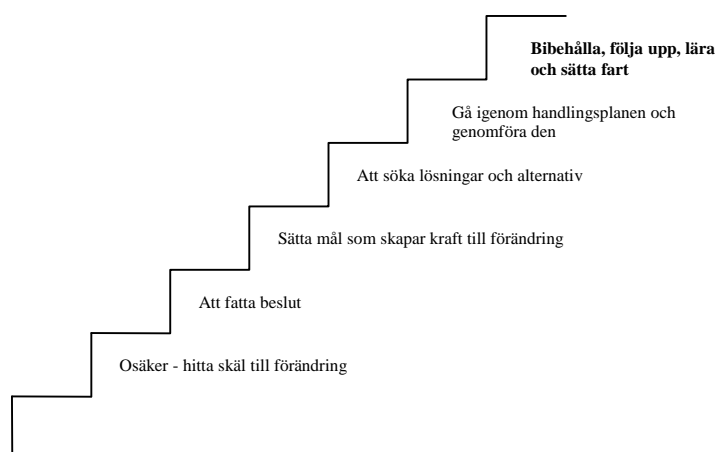 Bibehålla, följa upp, lära
och sätta fart
Gå igenom handlingsplanen och
genomföra den
Att söka lösningar och alternativ
Sätta mål som skapar kraft till förändring
Att fatta beslut
Osäker - hitta skäl till förändring